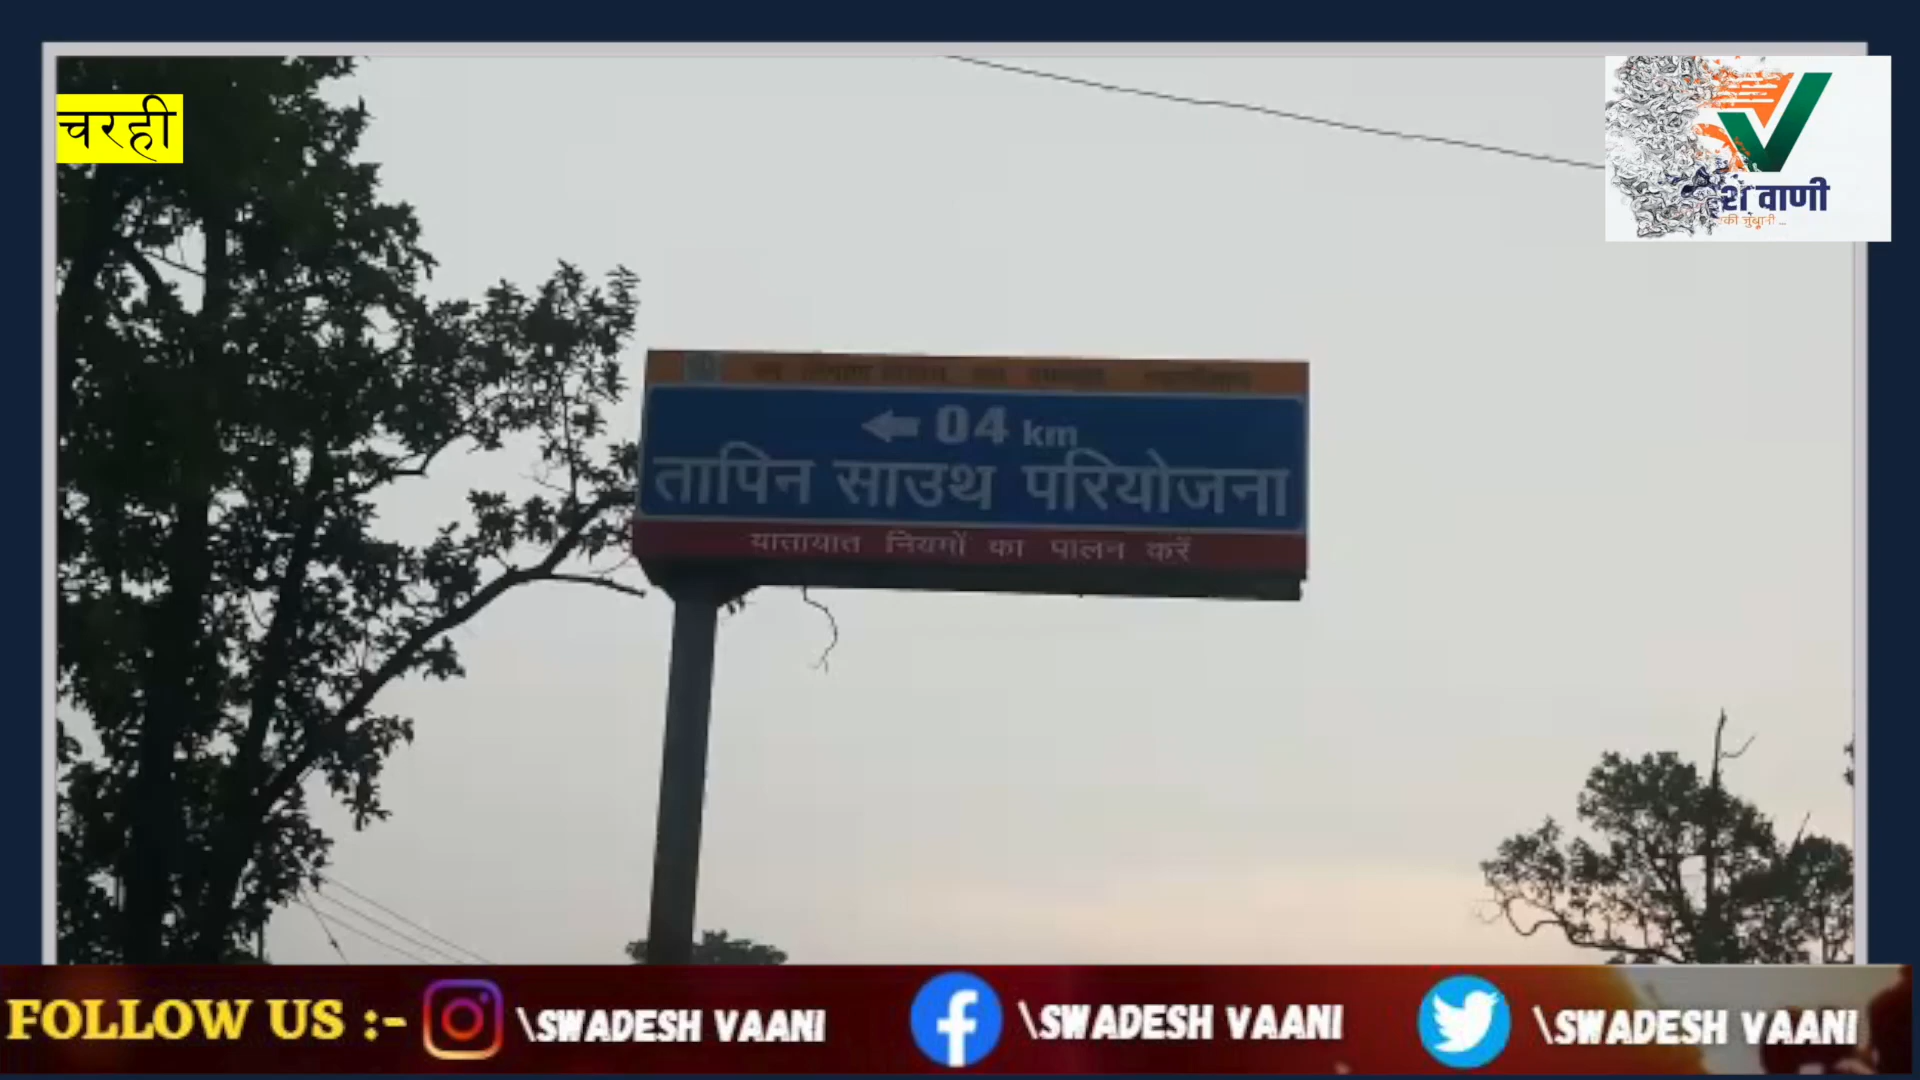 चरही
श वाणी
की जुबानी...
04 km
तापिन साउथ परियोजना
यातायात नियमों का पालन करें
FOLLOW US :- \SWADESH VAANI \SWADESH VAANI \SWADESH VAANI